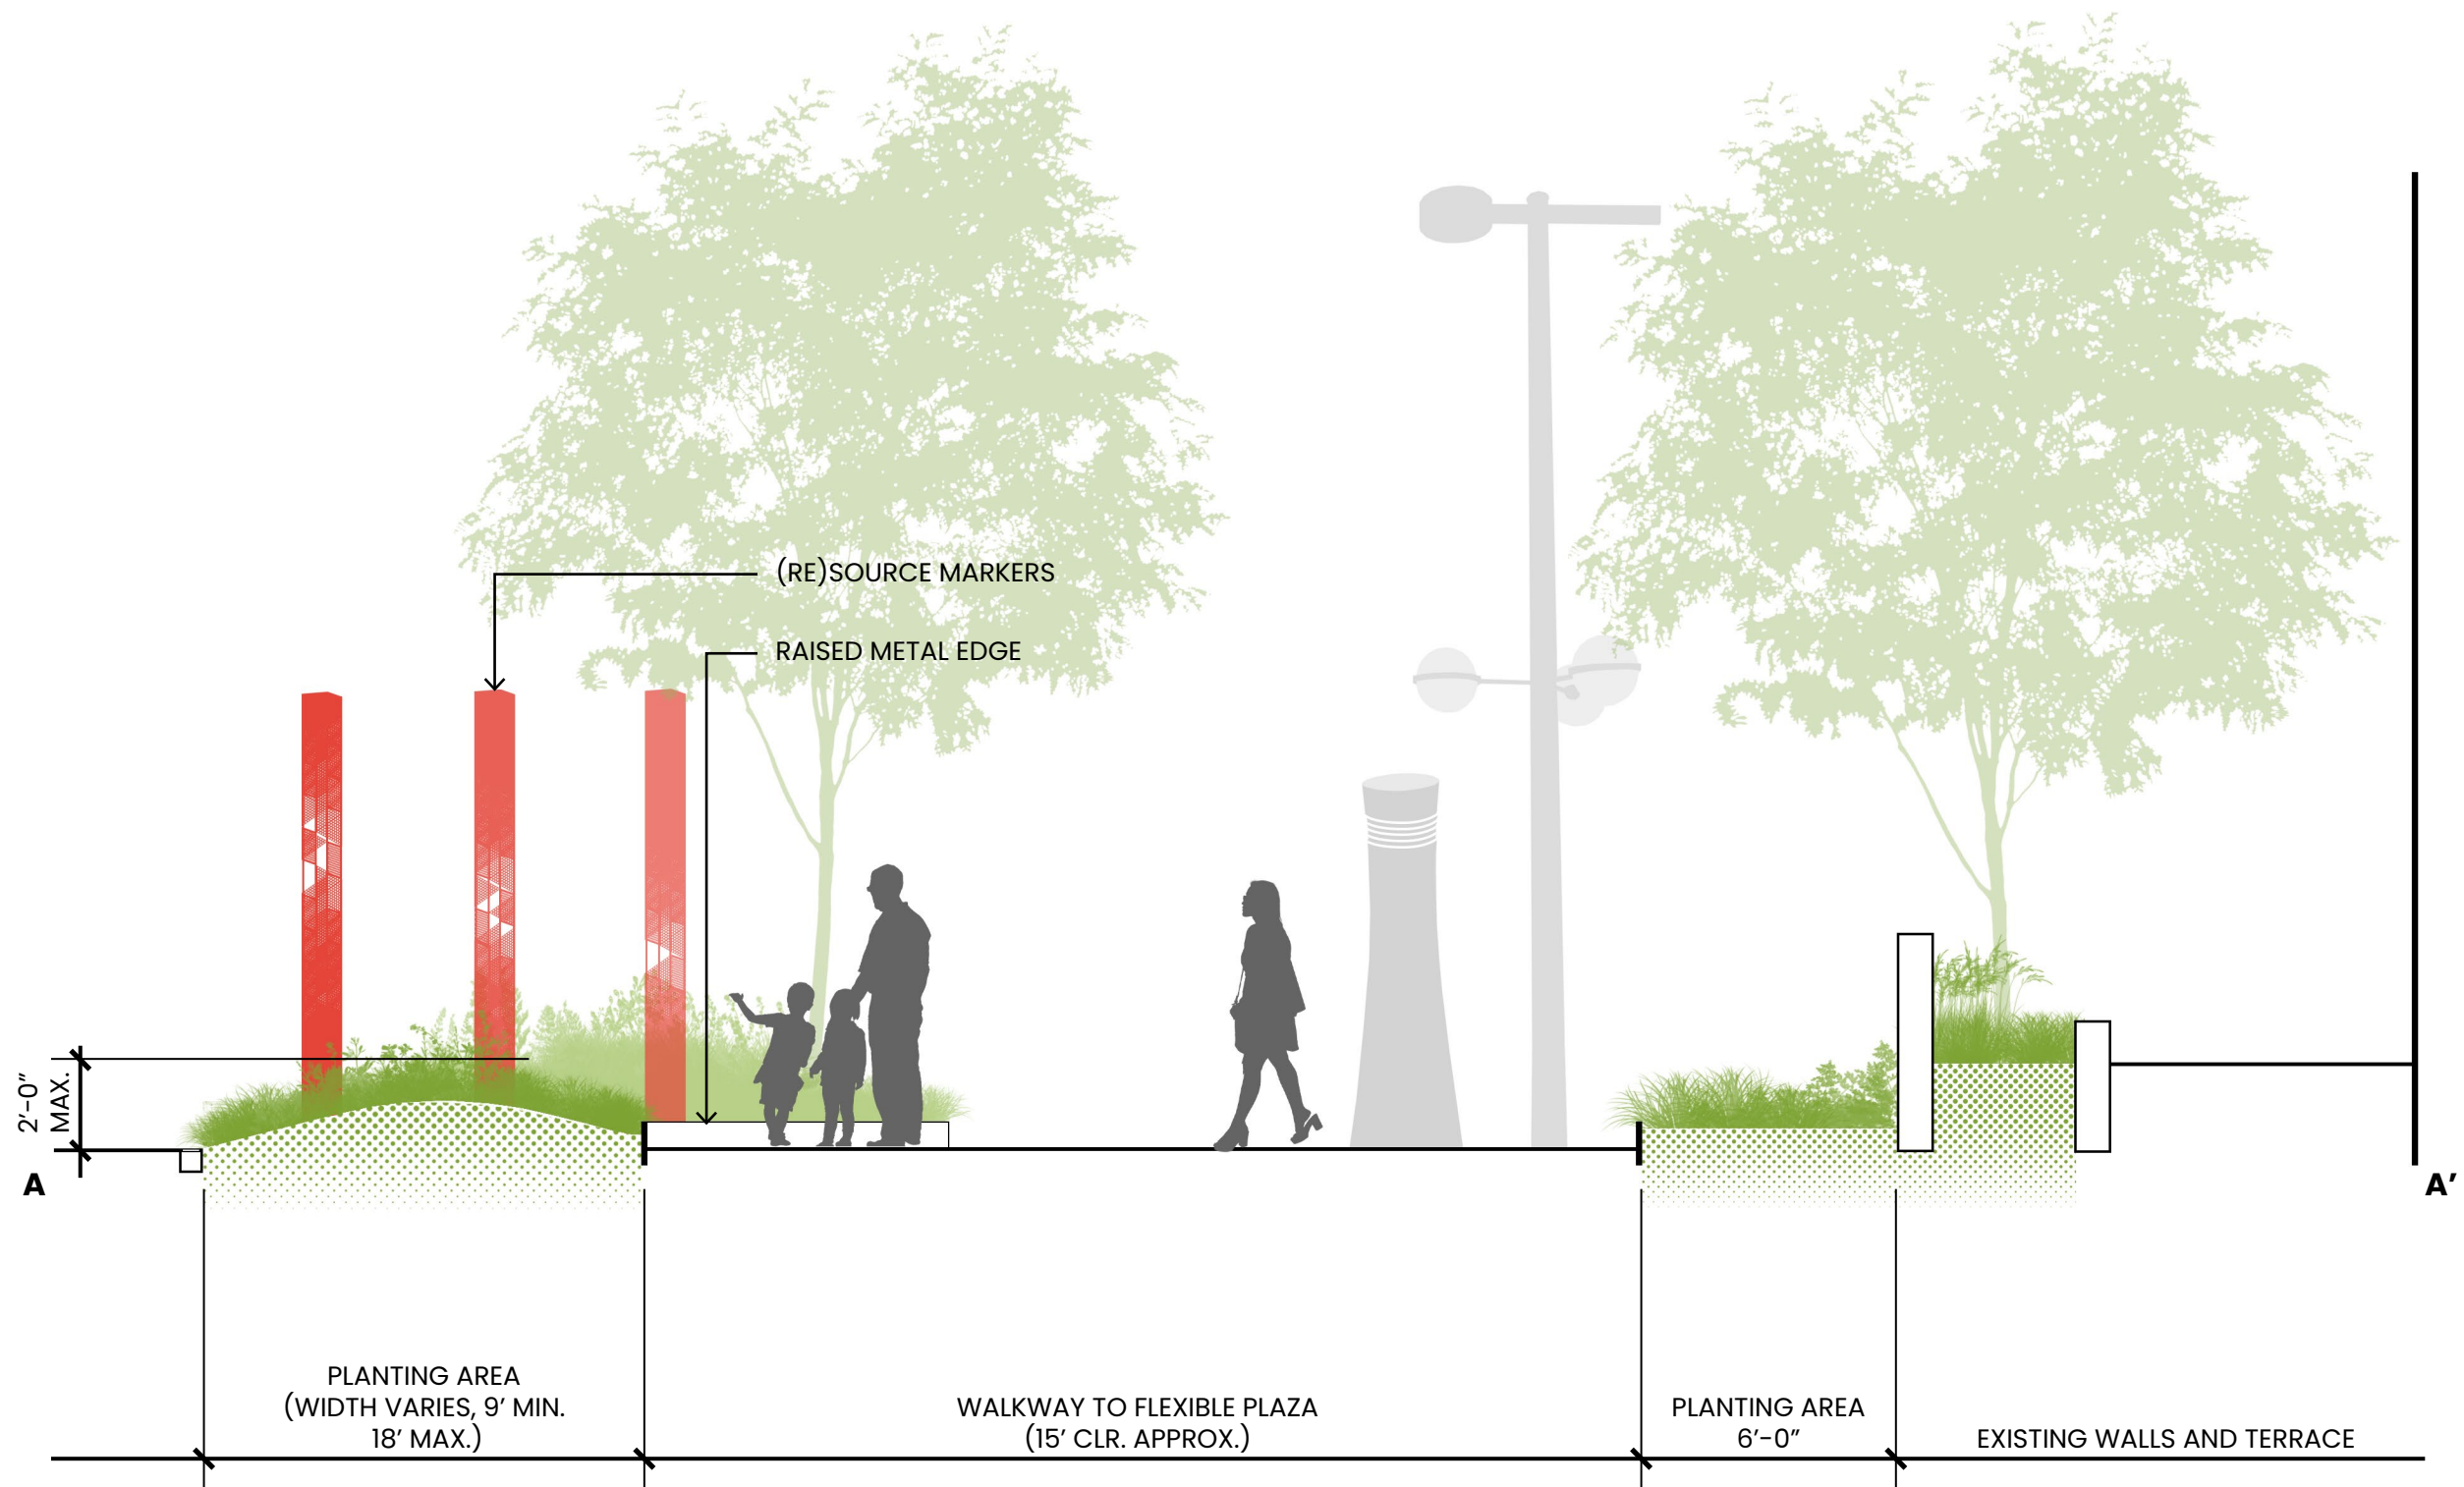 (RE)SOURCE MARKERS
RAISED METAL EDGE
2’-0”
MAX.
A
A’
PLANTING AREA
(WIDTH VARIES, 9’ MIN.
18’ MAX.)
WALKWAY TO FLEXIBLE PLAZA
(15’ CLR. APPROX.)
PLANTING AREA
6’-0”
EXISTING WALLS AND TERRACE